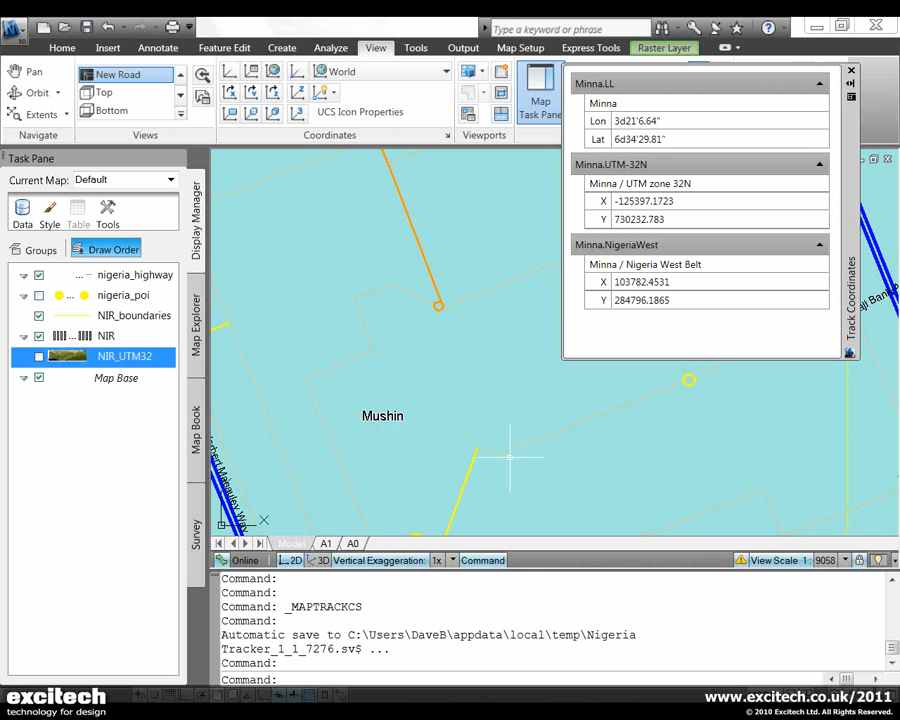 Type a keyword or phrase
Home Insert Annotate Feature Edit Create Analyze View Tools Output Map Setup Express Tools Raster Layer
Pan
Orbit
Extents
Navigate
New Road
Top
Bottom
Views
World
UCS Icon Properties
Coordinates
Viewports
Map
Task Pane
Minna.LL
Minna
Lon 3d21'6.64"
Lat 6d34'29.81"
Minna.UTM-32N
Minna / UTM zone 32N
X -125397.1723
Y 730232.783
Minna.NigeriaWest
Minna / Nigeria West Belt
X 103782.4531
Y 284796.1865
Track Coordinates
Task Pane
Current Map: Default
Data Style Table Tools
Groups Draw Order
nigeria_highway
nigeria_poi
NIR_boundaries
NIR
NIR_UTM32
Map Base
Display Manager
Map Explorer
Map Book
Survey
Mushin
X
Model A1 A0
Online 2D 3D Vertical Exaggeration: 1x Command View Scale 1: 9058
Command:
Command:
Command: _MAPTRACKCS
Automatic save to C:\Users\DaveB\appdata\local\temp\Nigeria
Tracker_1_1_7276.sv$ ...
Command:
Command:
excitech
technology for design
www.excitech.co.uk/2011
© 2010 Excitech Ltd. All Rights Reserved.